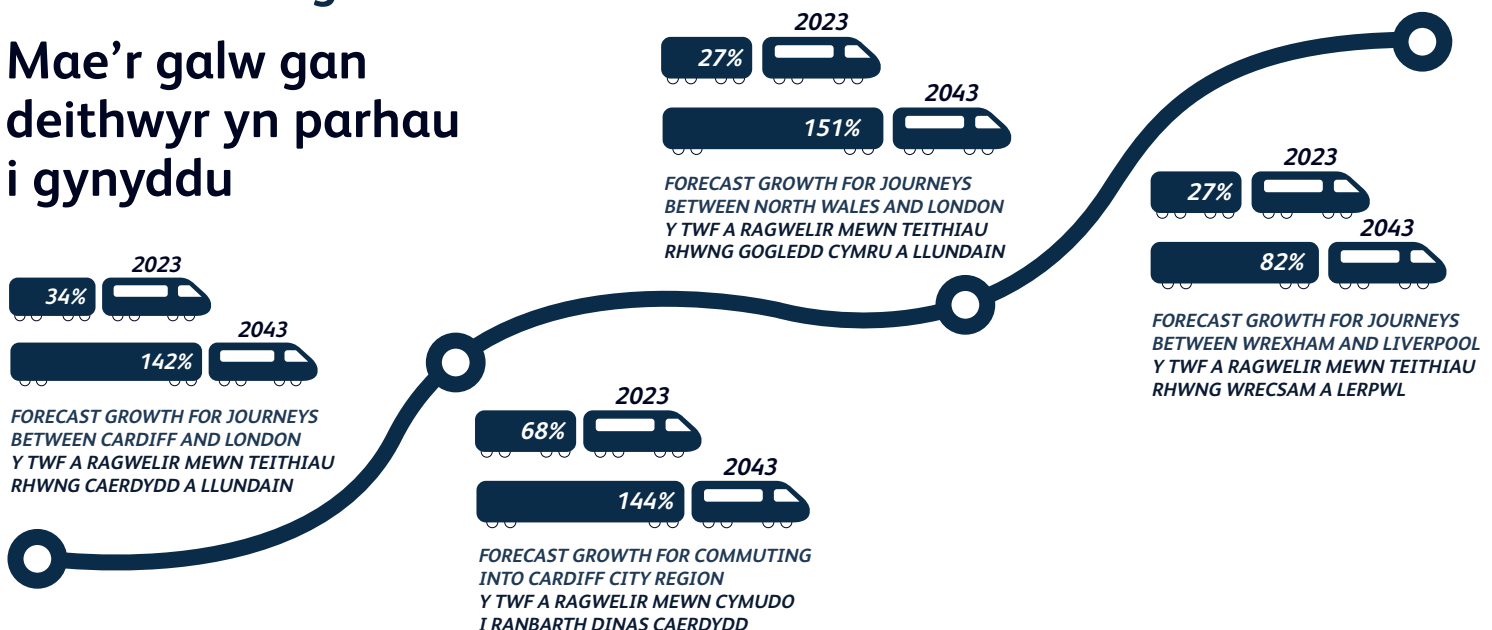 Mae’r galw gan
deithwyr yn parhau
i gynyddu
2023
34%
2043
142%
FORECAST GROWTH FOR JOURNEYS
BETWEEN CARDIFF AND LONDON
Y TWF A RAGWELIR MEWN TEITHIAU
RHWNG CAERDYDD A LLUNDAIN
2023
68%
2043
144%
FORECAST GROWTH FOR COMMUTING
INTO CARDIFF CITY REGION
Y TWF A RAGWELIR MEWN CYMUDO
I RANBARTH DINAS CAERDYDD
2023
27%
2043
151%
FORECAST GROWTH FOR JOURNEYS
BETWEEN NORTH WALES AND LONDON
Y TWF A RAGWELIR MEWN TEITHIAU
RHWNG GOGLEDD CYMRU A LLUNDAIN
2023
27%
2043
82%
FORECAST GROWTH FOR JOURNEYS
BETWEEN WREXHAM AND LIVERPOOL
Y TWF A RAGWELIR MEWN TEITHIAU
RHWNG WRECSAM A LERPWL